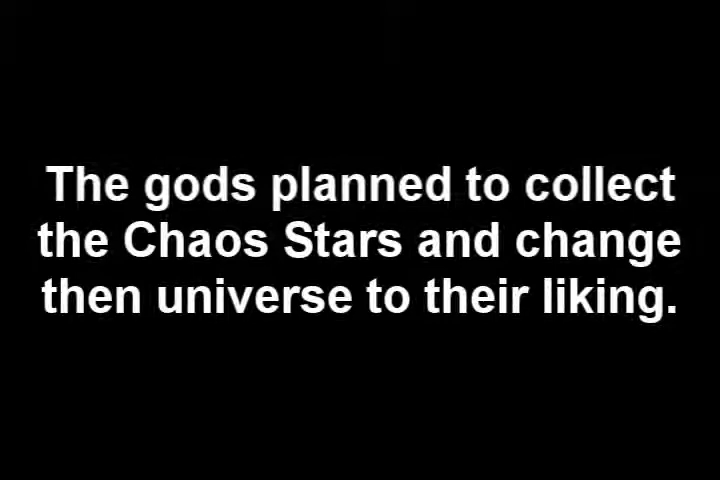 The gods planned to collect
the Chaos Stars and change
then universe to their liking.